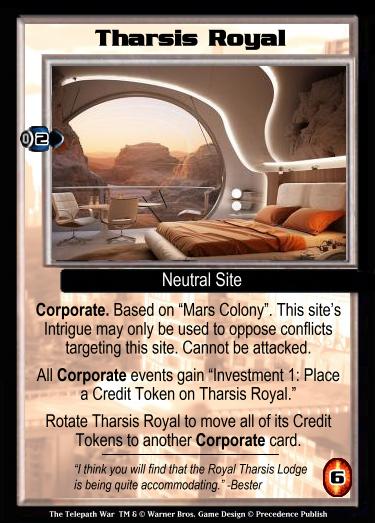 Tharsis Royal
2
Neutral Site
Corporate. Based on “Mars Colony”. This site’s
Intrigue may only be used to oppose conflicts
targeting this site. Cannot be attacked.
All Corporate events gain “Investment 1: Place
a Credit Token on Tharsis Royal.”
Rotate Tharsis Royal to move all of its Credit
Tokens to another Corporate card.
“I think you will find that the Royal Tharsis Lodge
is being quite accommodating.” -Bester
6
The Telepath War TM & © Warner Bros. Game Design © Precedence Publish